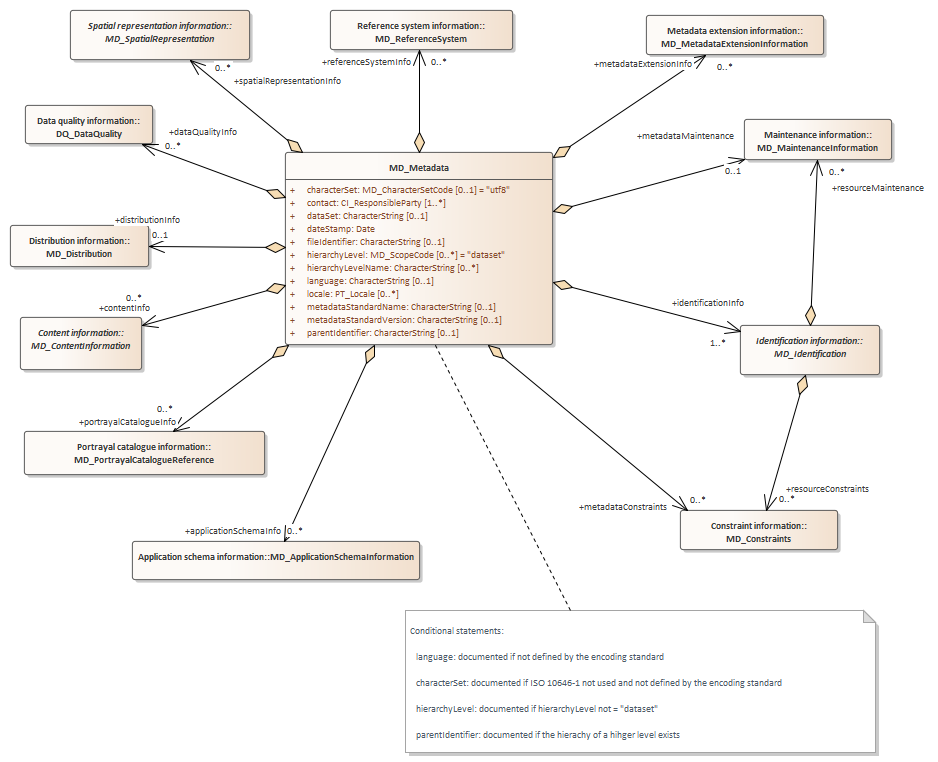 Spatial representation information::
MD_SpatialRepresentation
Reference system information::
MD_ReferenceSystem
Metadata extension information::
MD_MetadataExtensionInformation
+referenceSystemInfo
0..*
+metadataExtensionInfo
0..*
0..*
+spatialRepresentationInfo
Data quality information::
DQ_DataQuality
+dataQualityInfo
0..*
+metadataMaintenance
0..1
Maintenance information::
MD_MaintenanceInformation
0..*
+resourceMaintenance
MD_Metadata
+ characterSet: MD_CharacterSetCode [0..1] = "utf8"
+ contact: CI_ResponsibleParty [1..*]
+ dataSet: CharacterString [0..1]
+ dateStamp: Date
+ fileIdentifier: CharacterString [0..1]
+ hierarchyLevel: MD_ScopeCode [0..*] = "dataset"
+ hierarchyLevelName: CharacterString [0..*]
+ language: CharacterString [0..1]
+ locale: PT_Locale [0..*]
+ metadataStandardName: CharacterString [0..1]
+ metadataStandardVersion: CharacterString [0..1]
+ parentIdentifier: CharacterString [0..1]
+distributionInfo
0..1
Distribution information::
MD_Distribution
0..*
+contentInfo
Content information::
MD_ContentInformation
+identificationInfo
1..*
Identification information::
MD_Identification
0..*
+portrayalCatalogueInfo
Portrayal catalogue information::
MD_PortrayalCatalogueReference
+applicationSchemaInfo
0..*
Application schema information::MD_ApplicationSchemaInformation
+metadataConstraints
0..*
+resourceConstraints
0..*
Constraint information::
MD_Constraints
Conditional statements:
language: documented if not defined by the encoding standard
characterSet: documented if ISO 10646-1 not used and not defined by the encoding standard
hierarchyLevel: documented if hierarchyLevel not = "dataset"
parentIdentifier: documented if the hierachy of a hihger level exists